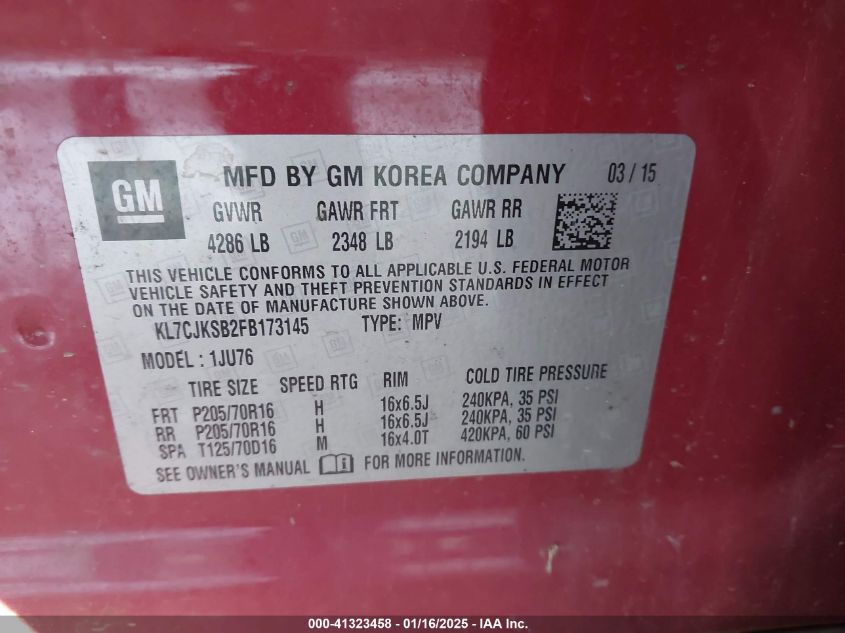 GM
MFD BY GM KOREA COMPANY 03 / 15
GVWR GAWR FRT GAWR RR
4286 LB 2348 LB 2194 LB
THIS VEHICLE CONFORMS TO ALL APPLICABLE U.S. FEDERAL MOTOR
VEHICLE SAFETY AND THEFT PREVENTION STANDARDS IN EFFECT
ON THE DATE OF MANUFACTURE SHOWN ABOVE.
KL7CJKSB2FB173145 TYPE: MPV
MODEL : 1JU76
TIRE SIZE SPEED RTG RIM COLD TIRE PRESSURE
FRT P205/70R16 H 16x6.5J 240KPA, 35 PSI
RR P205/70R16 H 16x6.5J 240KPA, 35 PSI
SPA T125/70D16 M 16x4.0T 420KPA, 60 PSI
SEE OWNER'S MANUAL FOR MORE INFORMATION.
000-41323458 - 01/16/2025 - IAA Inc.